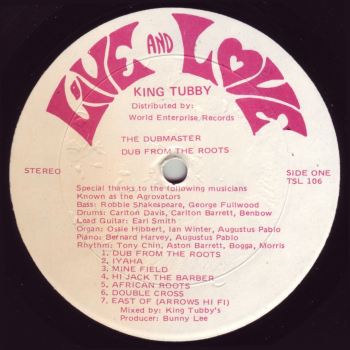 LIVE AND LOVE
KING TUBBY
Distributed by:
World Enterprise Records
THE DUBMASTER
DUB FROM THE ROOTS
STEREO
SIDE ONE
TSL 106
Special thanks to the following musicians
Known as the Agrovators
Bass: Robbie Shakespeare, George Fullwood
Drums: Carlton Davis, Carlton Barrett, Benbow
Lead Guitar: Earl Smith
Organ: Ossie Hibbert, Ian Winter, Augustus Pablo
Piano: Bernard Harvey, Augustus Pablo
Rhythm: Tony Chin, Aston Barrett, Bogga, Morris
1. DUB FROM THE ROOTS
2. IYAHA
3. MINE FIELD
4. HI JACK THE BARBER
5. AFRICAN ROOTS
6. DOUBLE CROSS
7. EAST OF (ARROWS HI FI)
Mixed by: King Tubby's
Producer: Bunny Lee